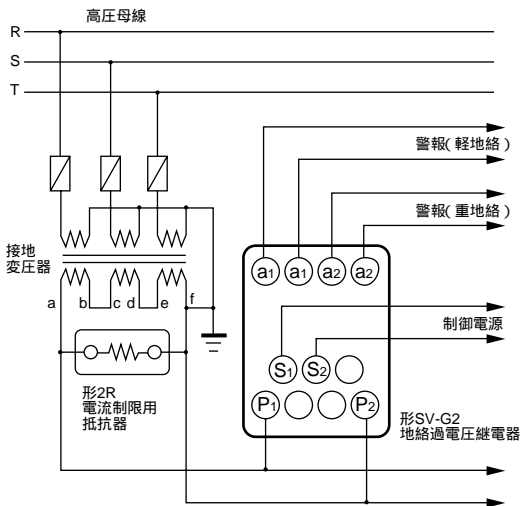 高圧母線
R
S
T
警報(軽地絡)
警報(重地絡)
接地
変圧器
a b c d e f
a1 a1 a2 a2
制御電源
S1 S2
P1 P2
形2R
電流制限用
抵抗器
形SV-G2
地絡過電圧継電器